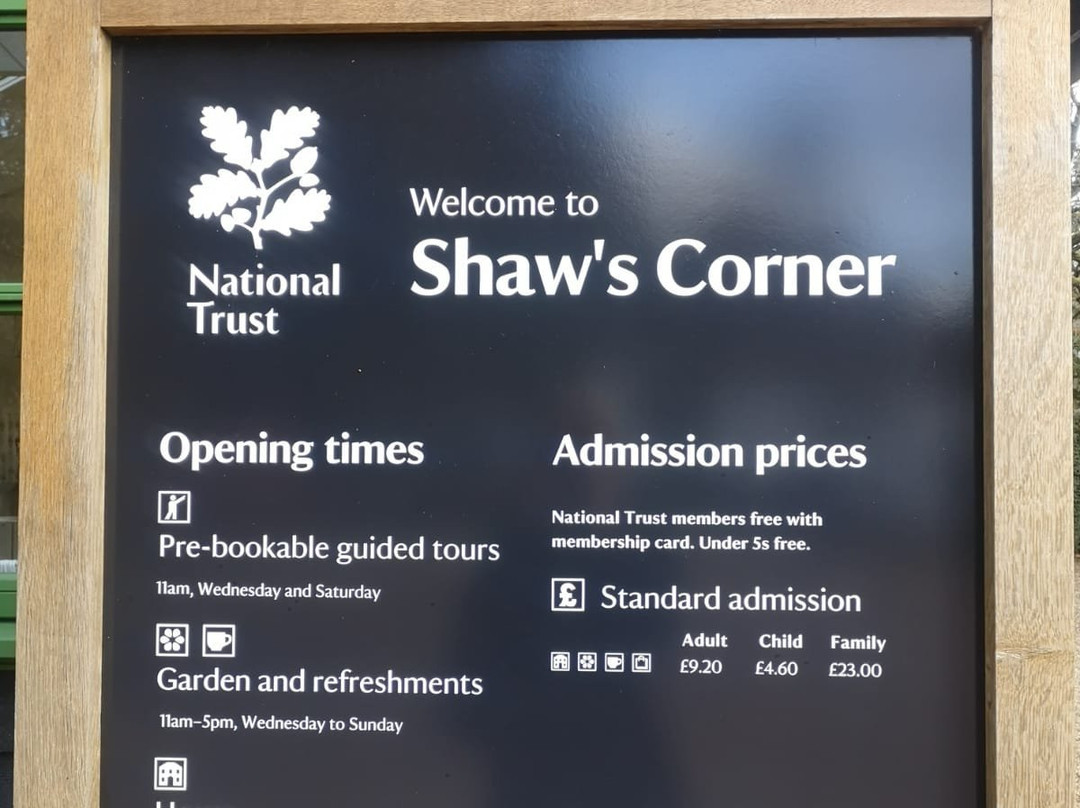 National
Trust
Welcome to
Shaw's Corner
Opening times
Pre-bookable guided tours
11am, Wednesday and Saturday
Garden and refreshments
11am–5pm, Wednesday to Sunday
Admission prices
National Trust members free with
membership card. Under 5s free.
£ Standard admission
Adult Child Family
£9.20 £4.60 £23.00